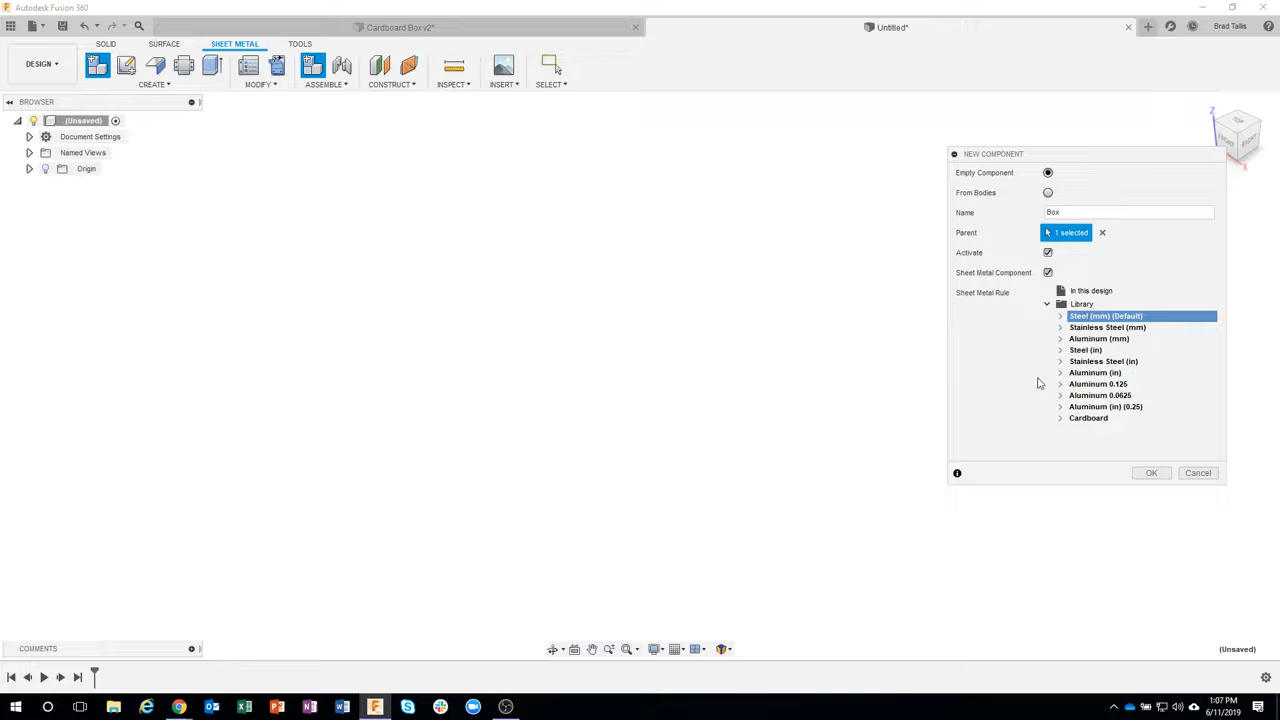 Autodesk Fusion 360
Cardboard Box v2*
Untitled*
Brad Tallis
DESIGN
SOLID
SURFACE
SHEET METAL
TOOLS
CREATE
MODIFY
ASSEMBLE
CONSTRUCT
INSPECT
INSERT
SELECT
BROWSER
(Unsaved)
Document Settings
Named Views
Origin
TOP
FRONT
RIGHT
Z
X
NEW COMPONENT
Empty Component
From Bodies
Name
Box
Parent
1 selected
Activate
Sheet Metal Component
Sheet Metal Rule
In this design
Library
Steel (mm) (Default)
Stainless Steel (mm)
Aluminum (mm)
Steel (in)
Stainless Steel (in)
Aluminum (in)
Aluminum 0.125
Aluminum 0.0625
Aluminum (in) (0.25)
Cardboard
OK
Cancel
COMMENTS
(Unsaved)
1:07 PM
6/11/2019